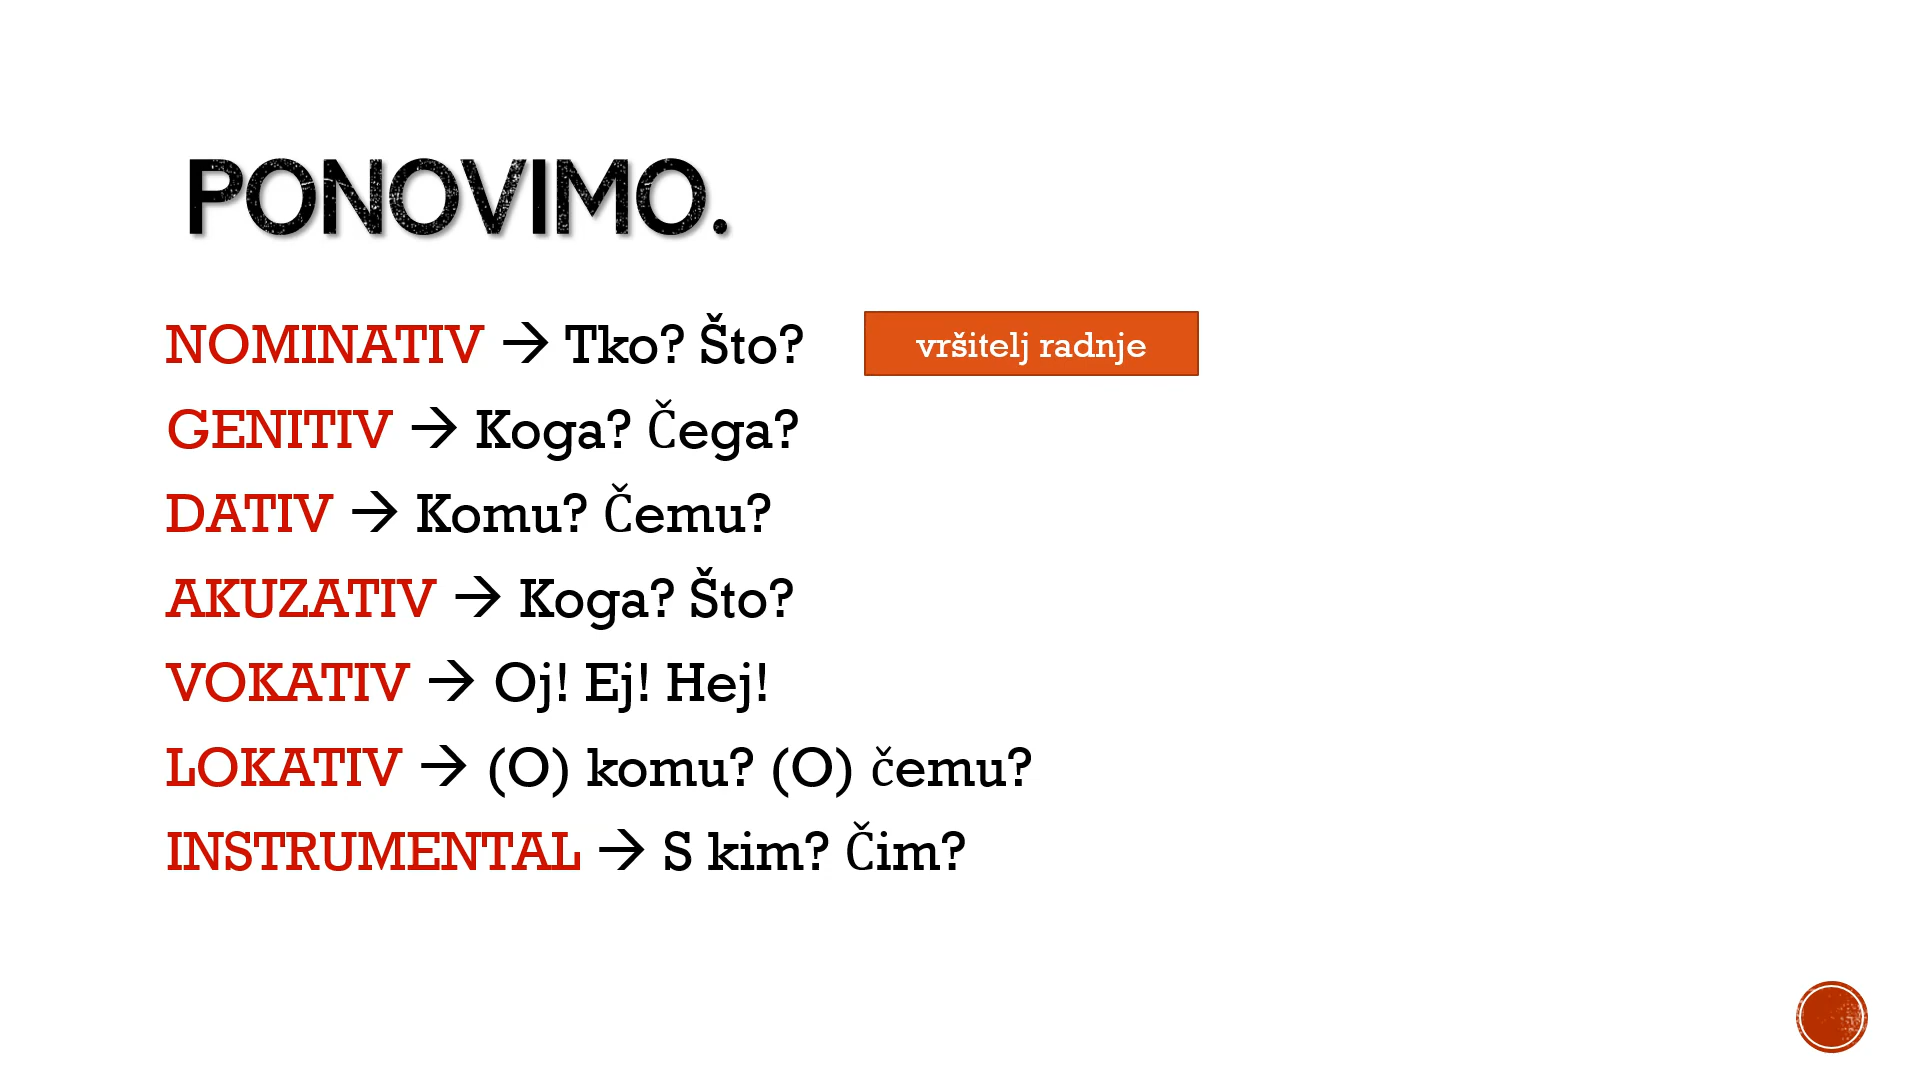 PONOVIMO.
NOMINATIV → Tko? Što? vršitelj radnje
GENITIV → Koga? Čega?
DATIV → Komu? Čemu?
AKUZATIV → Koga? Što?
VOKATIV → Oj! Ej! Hej!
LOKATIV → (O) komu? (O) čemu?
INSTRUMENTAL → S kim? Čim?